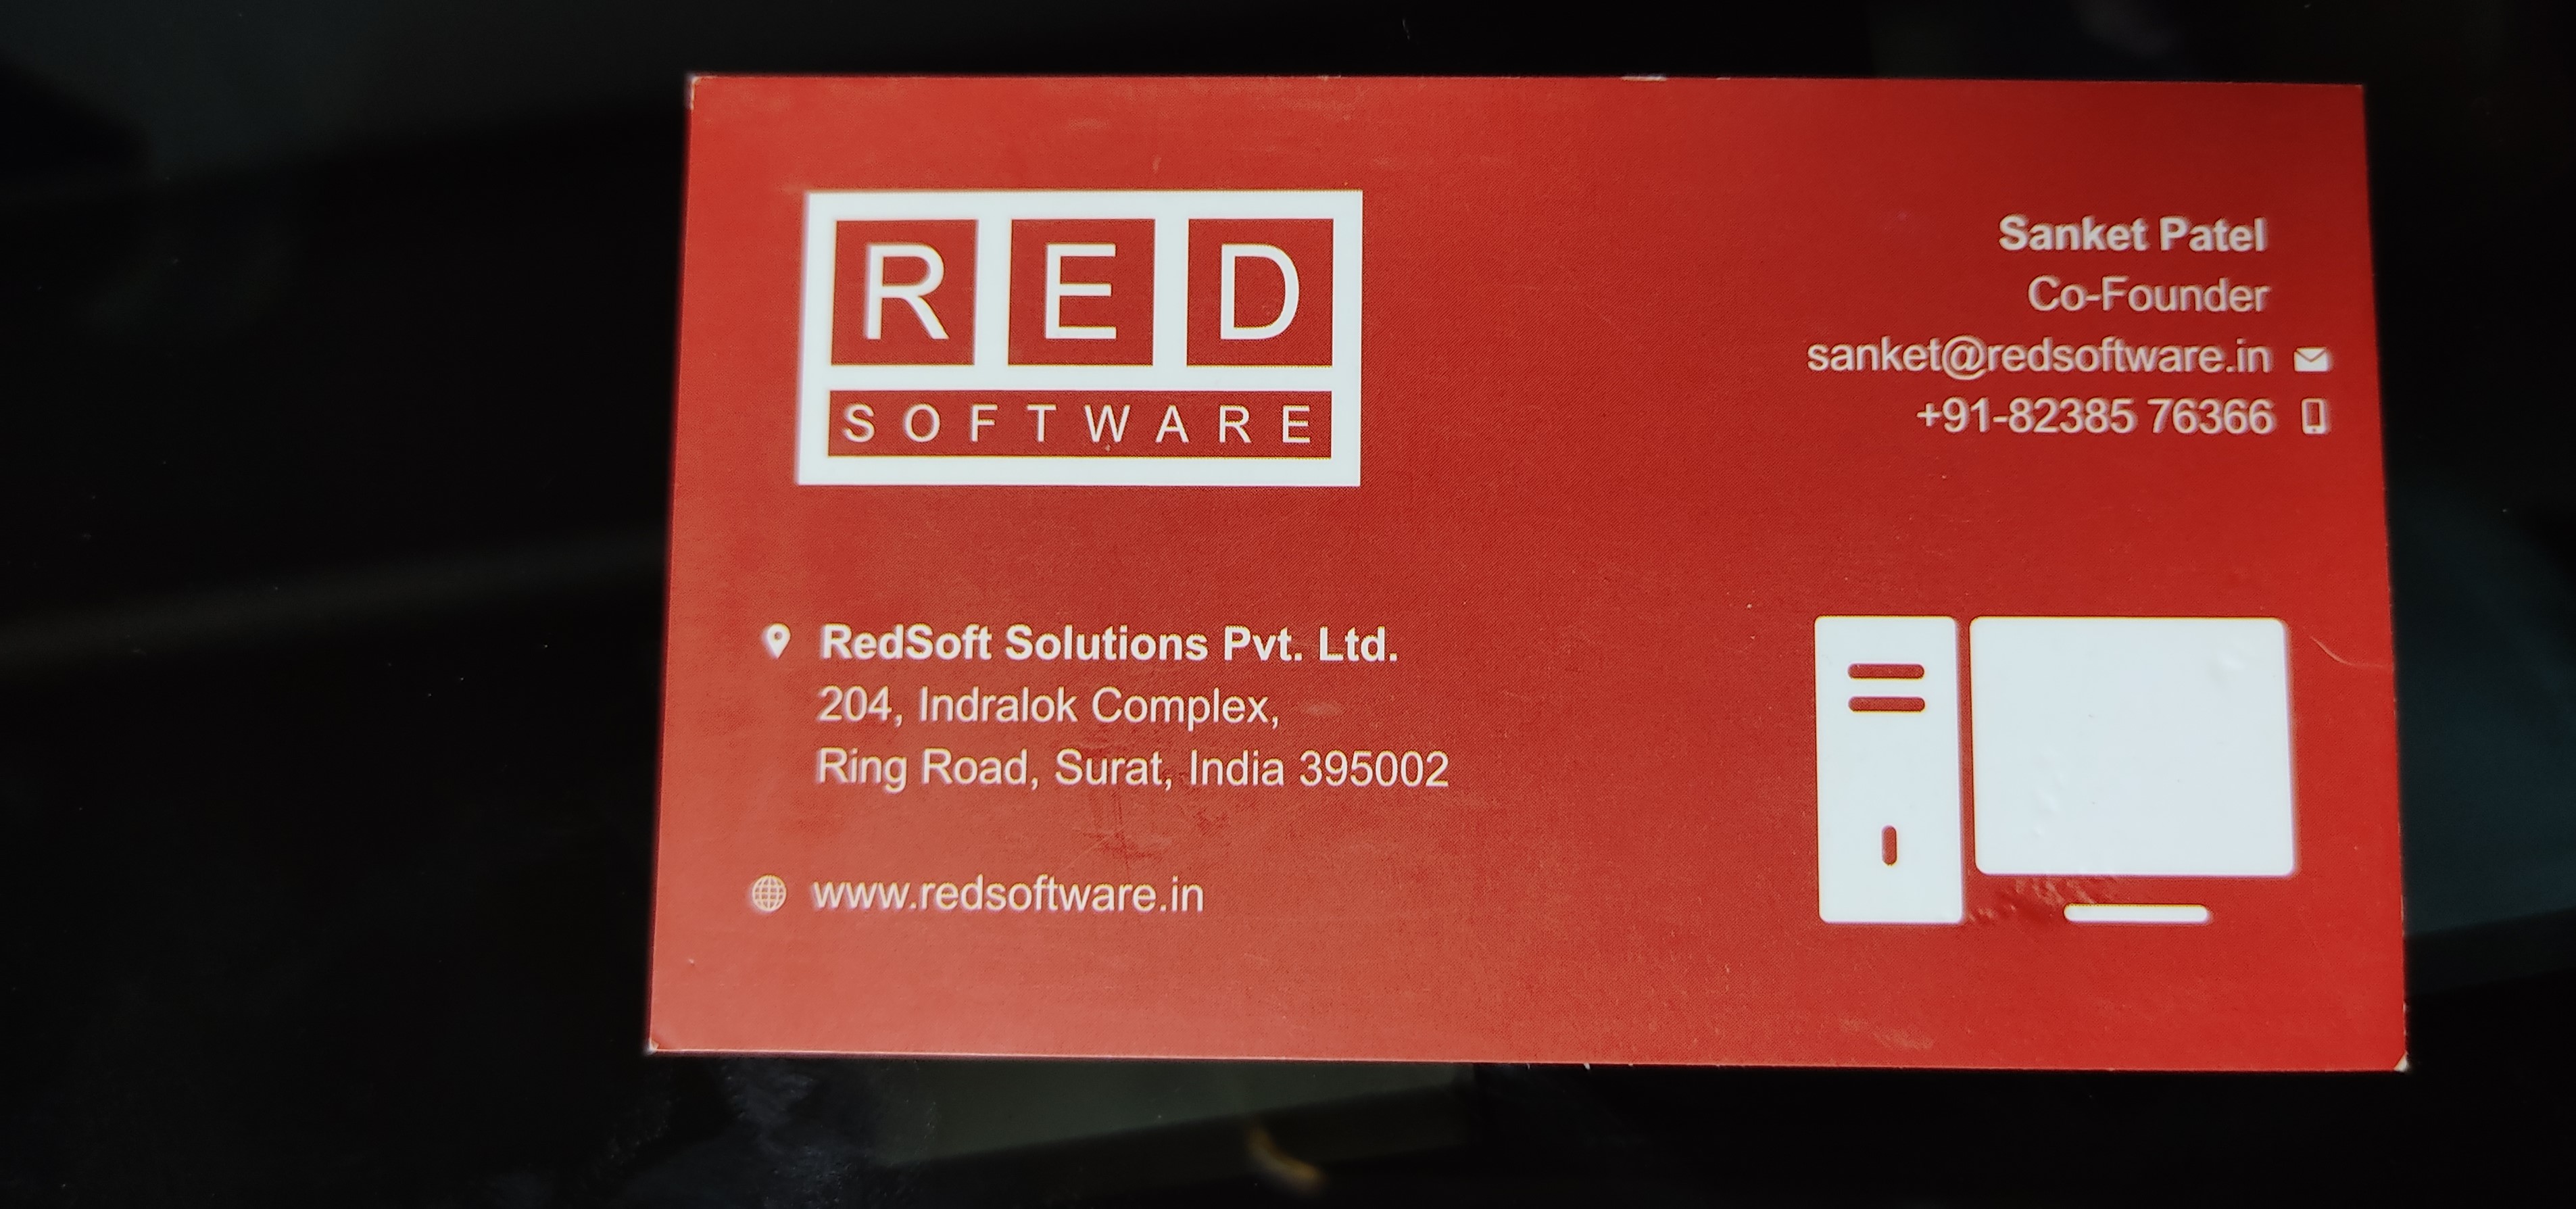 RED
SOFTWARE
Sanket Patel
Co-Founder
sanket@redsoftware.in
+91-82385 76366
RedSoft Solutions Pvt. Ltd.
204, Indralok Complex,
Ring Road, Surat, India 395002
www.redsoftware.in